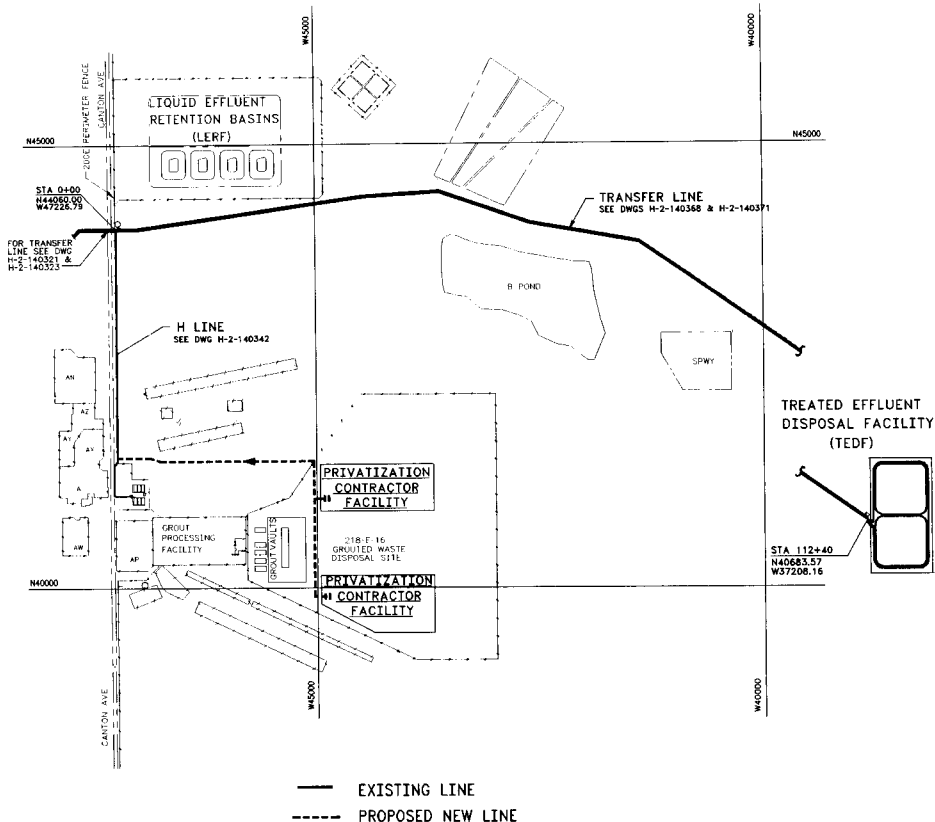 W45000
W40000
200E PERIMETER FENCE
CANTON AVE
LIQUID EFFLUENT
RETENTION BASINS
(LERF)
N45000
N45000
STA 0+00
N44060.00
W47226.79
TRANSFER LINE
SEE DWGS H-2-140368 & H-2-140371
FOR TRANSFER
LINE SEE DWG
H-2-140321 &
H-2-140323
B POND
H LINE
SEE DWG H-2-140342
SPWY
AN
AZ
AY
AX
A
TREATED EFFLUENT
DISPOSAL FACILITY
(TEDF)
PRIVATIZATION
CONTRACTOR
FACILITY
GROUT
PROCESSING
FACILITY
GROUT VAULTS
218-E-16
GROUTED WASTE
DISPOSAL SITE
AW
AP
STA 112+40
N40683.57
W37208.16
N40000
PRIVATIZATION
CONTRACTOR
FACILITY
CANTON AVE
W45000
W40000
EXISTING LINE
PROPOSED NEW LINE